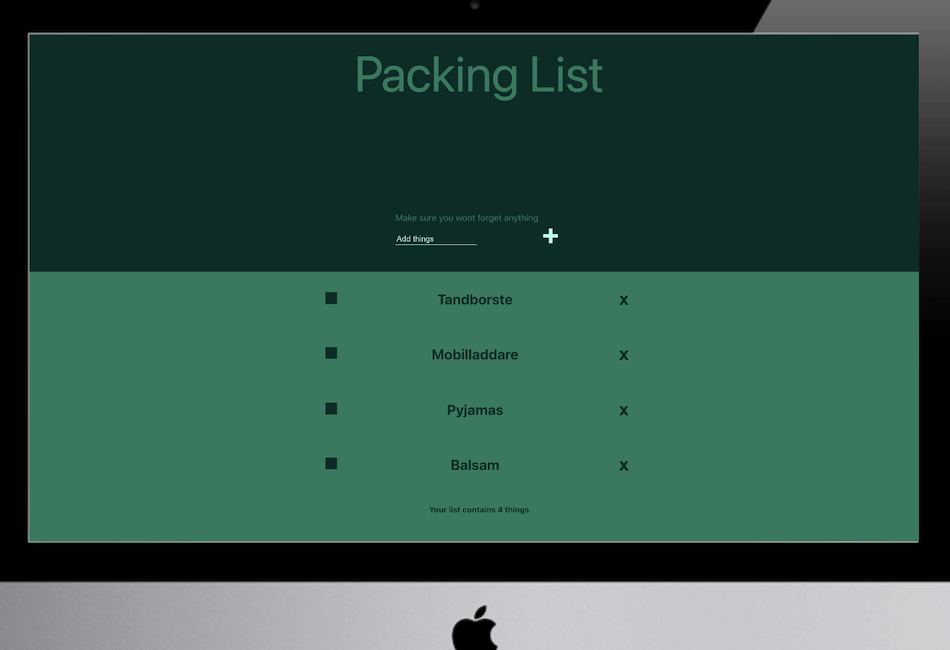 Packing List
Make sure you wont forget anything
Add things
Tandborste x
Mobilladdare x
Pyjamas x
Balsam x
Your list contains 4 things